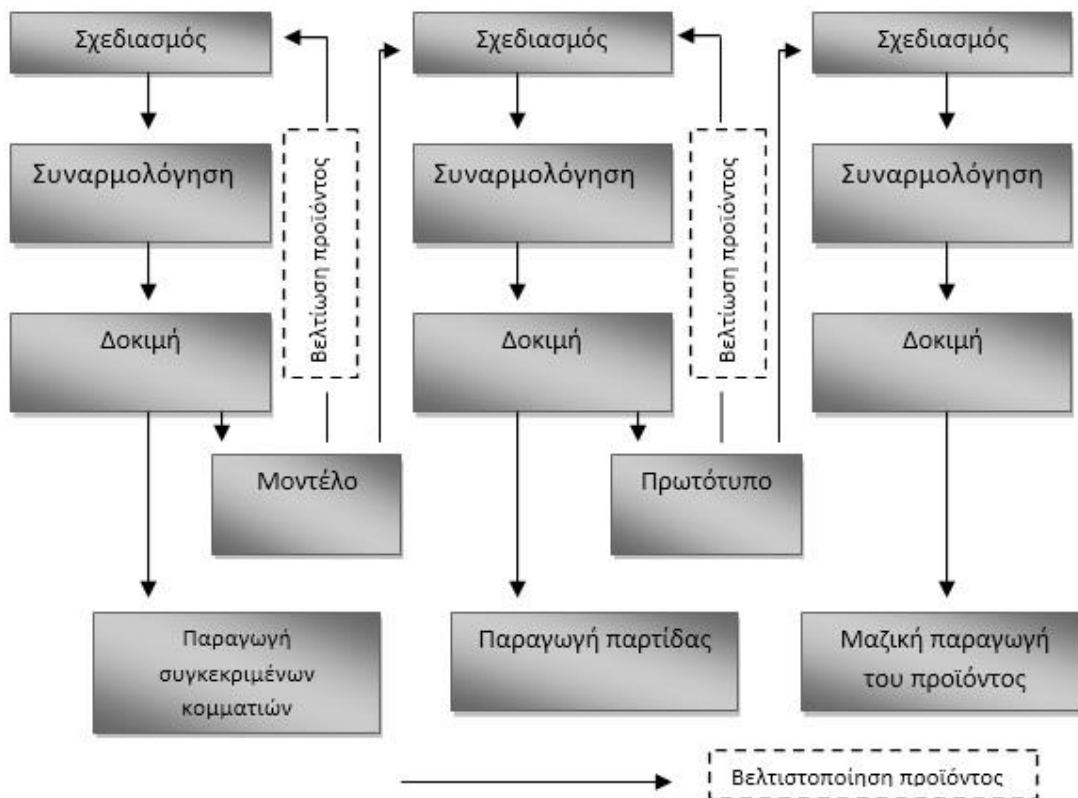 Σχεδιασμός
Συναρμολόγηση
Δοκιμή
Μοντέλο
Βελτίωση προϊόντος
Παραγωγή
συγκεκριμένων
κομματιών
Σχεδιασμός
Συναρμολόγηση
Δοκιμή
Πρωτότυπο
Βελτίωση προϊόντος
Παραγωγή παρτίδας
Σχεδιασμός
Συναρμολόγηση
Δοκιμή
Μαζική παραγωγή
του προϊόντος
Βελτιστοποίηση προϊόντος